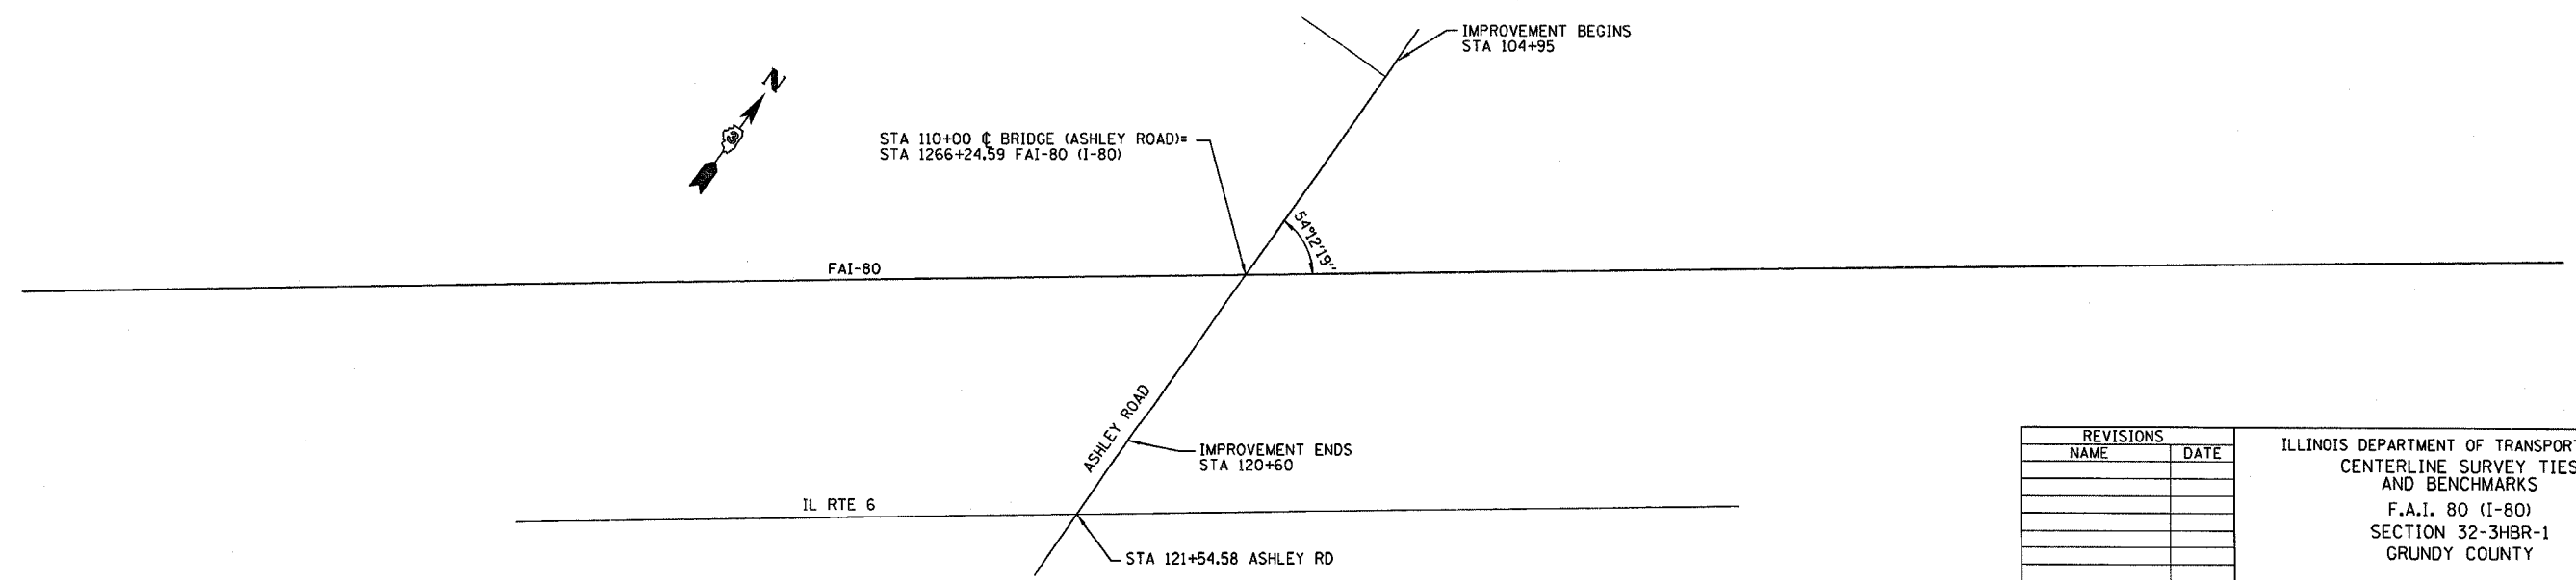 IMPROVEMENT BEGINS
STA 104+95
N
STA 110+00 ℄ BRIDGE (ASHLEY ROAD)=
STA 1266+24.59 FAI-80 (I-80)
54°12'19"
FAI-80
ASHLEY ROAD
IMPROVEMENT ENDS
STA 120+60
IL RTE 6
STA 121+54.58 ASHLEY RD
REVISIONS
NAME DATE
ILLINOIS DEPARTMENT OF TRANSPORT
CENTERLINE SURVEY TIES
AND BENCHMARKS
F.A.I. 80 (I-80)
SECTION 32-3HBR-1
GRUNDY COUNTY